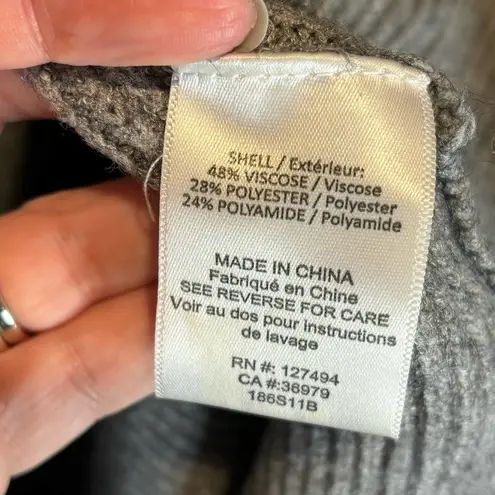 SHELL / Extérieur:
48% VISCOSE / Viscose
28% POLYESTER / Polyester
24% POLYAMIDE / Polyamide
MADE IN CHINA
Fabriqué en Chine
SEE REVERSE FOR CARE
Voir au dos pour instructions
de lavage
RN #: 127494
CA #:36979
186S11B